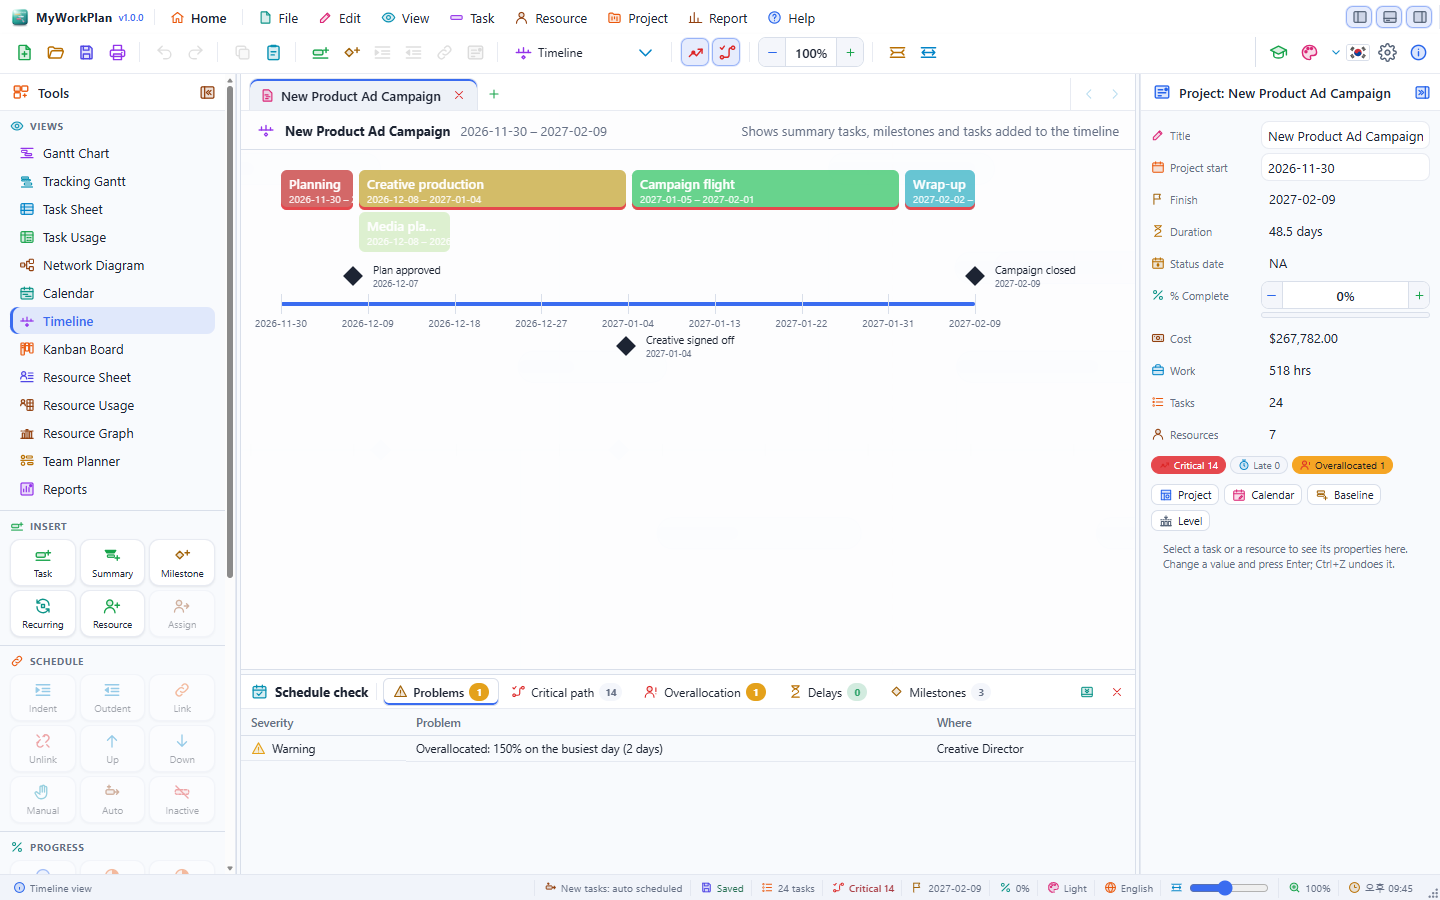 MyWorkPlan v1.0.0
Home
File
Edit
View
Task
Resource
Project
Report
Help
Timeline
100%
Tools
VIEWS
Gantt Chart
Tracking Gantt
Task Sheet
Task Usage
Network Diagram
Calendar
Timeline
Kanban Board
Resource Sheet
Resource Usage
Resource Graph
Team Planner
Reports
INSERT
Task
Summary
Milestone
Recurring
Resource
Assign
SCHEDULE
Indent
Outdent
Link
Unlink
Up
Down
Manual
Auto
Inactive
PROGRESS
New Product Ad Campaign
New Product Ad Campaign 2026-11-30 – 2027-02-09
Shows summary tasks, milestones and tasks added to the timeline
Planning
2026-11-30 –
Creative production
2026-12-08 – 2027-01-04
Campaign flight
2027-01-05 – 2027-02-01
Wrap-up
2027-02-02 –
Media pla...
2026-12-08 – 2026
Plan approved
2026-12-07
Campaign closed
2027-02-09
2026-11-30
2026-12-09
2026-12-18
2026-12-27
2027-01-04
2027-01-13
2027-01-22
2027-01-31
2027-02-09
Creative signed off
2027-01-04
Schedule check
Problems 1
Critical path 14
Overallocation 1
Delays 0
Milestones 3
Severity
Problem
Where
Warning
Overallocated: 150% on the busiest day (2 days)
Creative Director
Project: New Product Ad Campaign
Title
New Product Ad Campaign
Project start
2026-11-30
Finish
2027-02-09
Duration
48.5 days
Status date
NA
% Complete
0%
Cost
$267,782.00
Work
518 hrs
Tasks
24
Resources
7
Critical 14
Late 0
Overallocated 1
Project
Calendar
Baseline
Level
Select a task or a resource to see its properties here.
Change a value and press Enter; Ctrl+Z undoes it.
Timeline view
New tasks: auto scheduled
Saved
24 tasks
Critical 14
2027-02-09
0%
Light
English
100%
오후 09:45